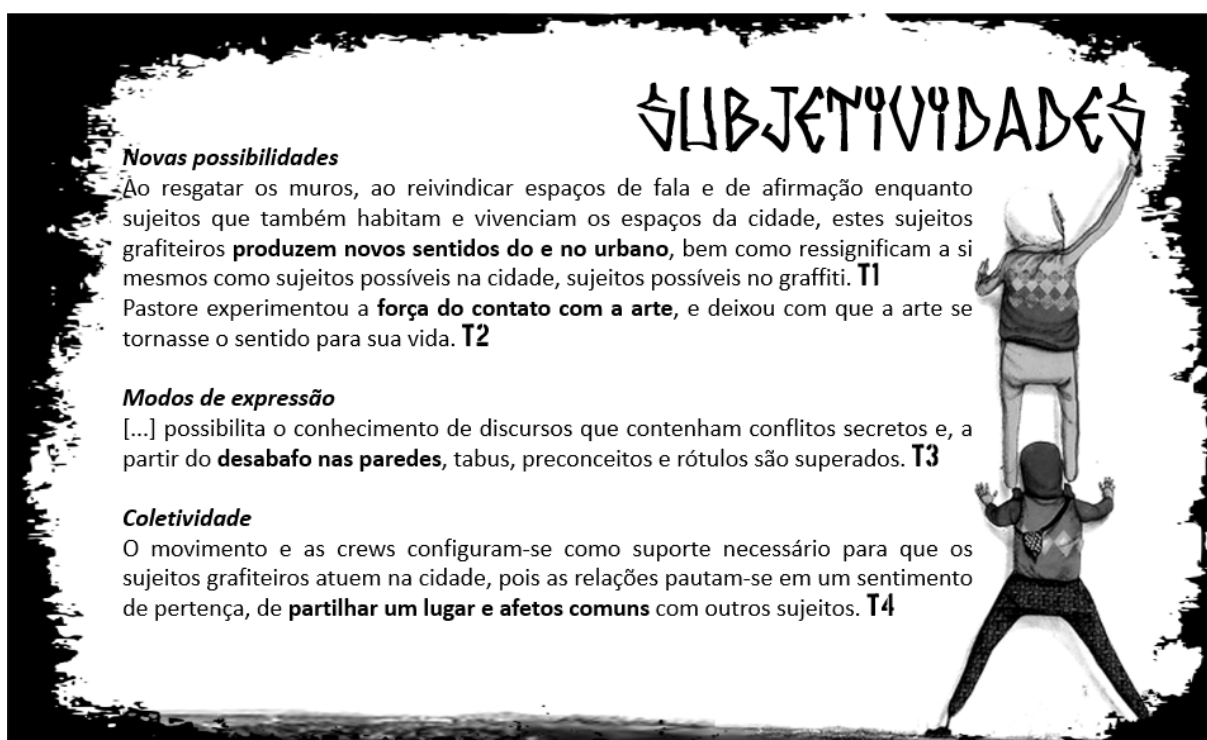 SUBJETIVIDADES
Novas possibilidades
Ao resgatar os muros, ao reivindicar espaços de fala e de afirmação enquanto
sujeitos que também habitam e vivenciam os espaços da cidade, estes sujeitos
grafiteiros produzem novos sentidos do e no urbano, bem como ressignificam a si
mesmos como sujeitos possíveis na cidade, sujeitos possíveis no graffiti. T1
Pastore experimentou a força do contato com a arte, e deixou com que a arte se
tornasse o sentido para sua vida. T2
Modos de expressão
[...] possibilita o conhecimento de discursos que contenham conflitos secretos e, a
partir do desabafo nas paredes, tabus, preconceitos e rótulos são superados. T3
Coletividade
O movimento e as crews configuram-se como suporte necessário para que os
sujeitos grafiteiros atuem na cidade, pois as relações pautam-se em um sentimento
de pertença, de partilhar um lugar e afetos comuns com outros sujeitos. T4